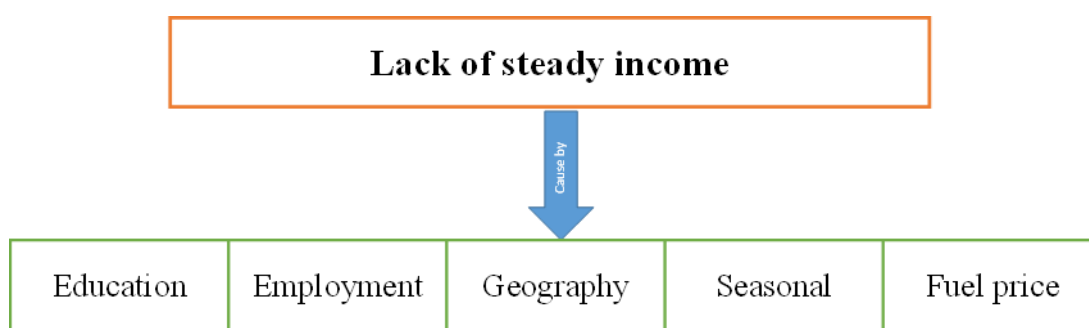 Lack of steady income
Cause by
Education
Employment
Geography
Seasonal
Fuel price